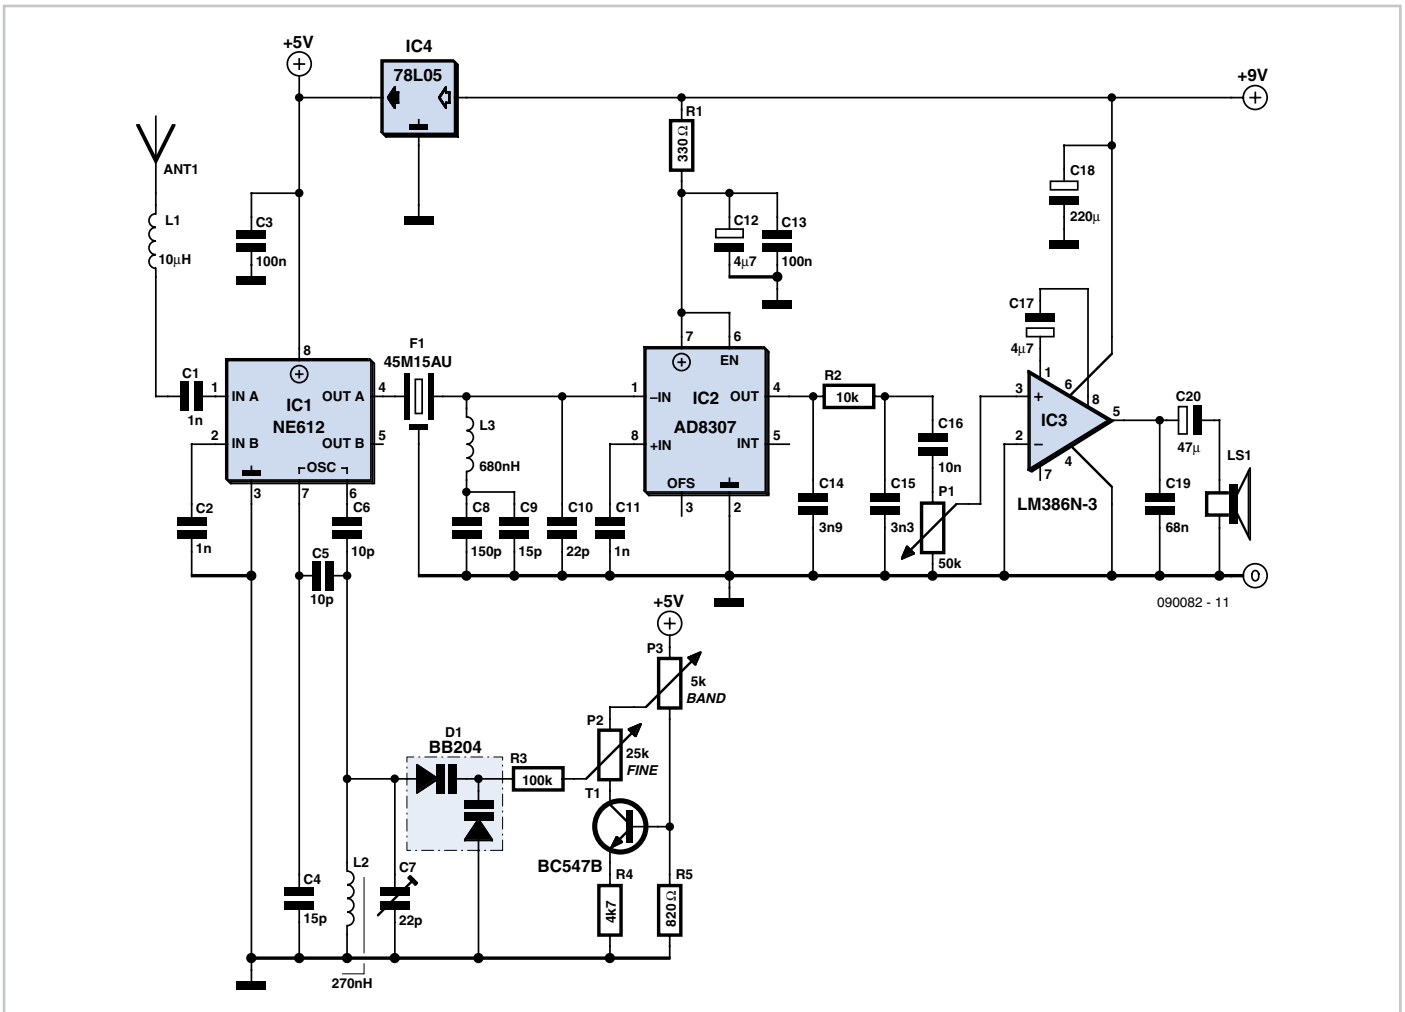 +5V
IC4
78L05
+9V
R1
330Ω
ANT1
L1
10µH
C3
100n
C12
4µ7
C13
100n
C18
220µ
C17
4µ7
F1
45M15AU
C1
1n
8
1
IN A
OUT A
4
IC1
NE612
2
IN B
OUT B
5
OSC
3
7
6
C2
1n
C6
10p
C5
10p
L3
680nH
C8
150p
C9
15p
C10
22p
C11
1n
7
6
EN
1
–IN
IC2
OUT
4
AD8307
8
+IN
INT
5
OFS
3
2
R2
10k
C14
3n9
C15
3n3
C16
10n
P1
50k
1
6
8
3
+
IC3
5
2
–
4
7
LM386N-3
C20
47µ
LS1
C19
68n
0
090082 - 11
+5V
P3
5k
BAND
P2
25k
FINE
D1
BB204
R3
100k
T1
BC547B
R4
4k7
R5
820Ω
L2
270nH
C7
22p
C4
15p